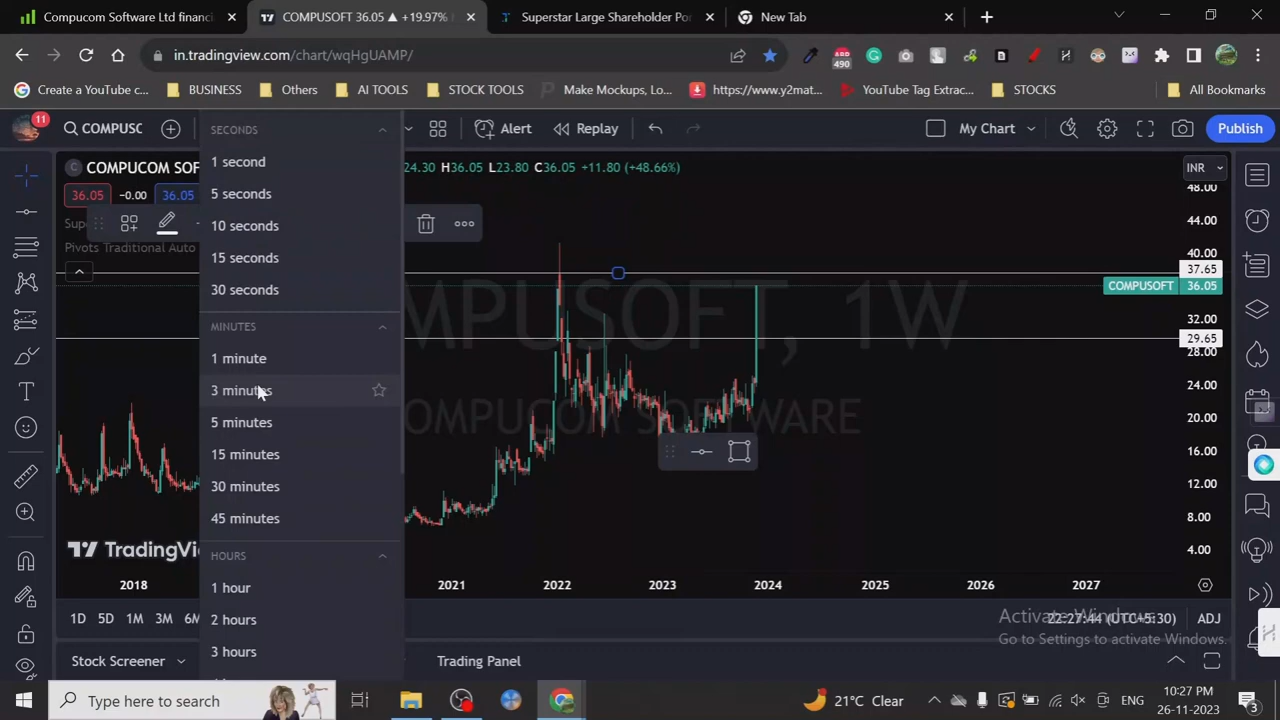 Compucom Software Ltd financi
COMPUSOFT 36.05 ▲ +19.97%
Superstar Large Shareholder Por
New Tab
in.tradingview.com/chart/wqHgUAMP/
490
Create a YouTube c...
BUSINESS
Others
AI TOOLS
STOCK TOOLS
Make Mockups, Lo...
https://www.y2mat...
YouTube Tag Extrac...
STOCKS
All Bookmarks
11
COMPUSC
Alert
Replay
My Chart
Publish
COMPUCOM SOF
24.30 H36.05 L23.80 C36.05 +11.80 (+48.66%)
INR
36.05 −0.00 36.05
Sup
Pivots Traditional Auto
SECONDS
1 second
5 seconds
10 seconds
15 seconds
30 seconds
MINUTES
1 minute
3 minutes
5 minutes
15 minutes
30 minutes
45 minutes
HOURS
1 hour
2 hours
3 hours
MPUSOFT, 1W
COMPUCOM SOFTWARE
48.00
44.00
40.00
37.65
COMPUSOFT 36.05
32.00
29.65
28.00
24.00
20.00
16.00
12.00
8.00
4.00
TradingV
2018 2021 2022 2023 2024 2025 2026 2027
1D 5D 1M 3M 6M
22:27:44 (UTC+5:30) ADJ
Activate Windows
Go to Settings to activate Windows.
Stock Screener
Trading Panel
Type here to search
21°C Clear
ENG
10:27 PM
26-11-2023
3